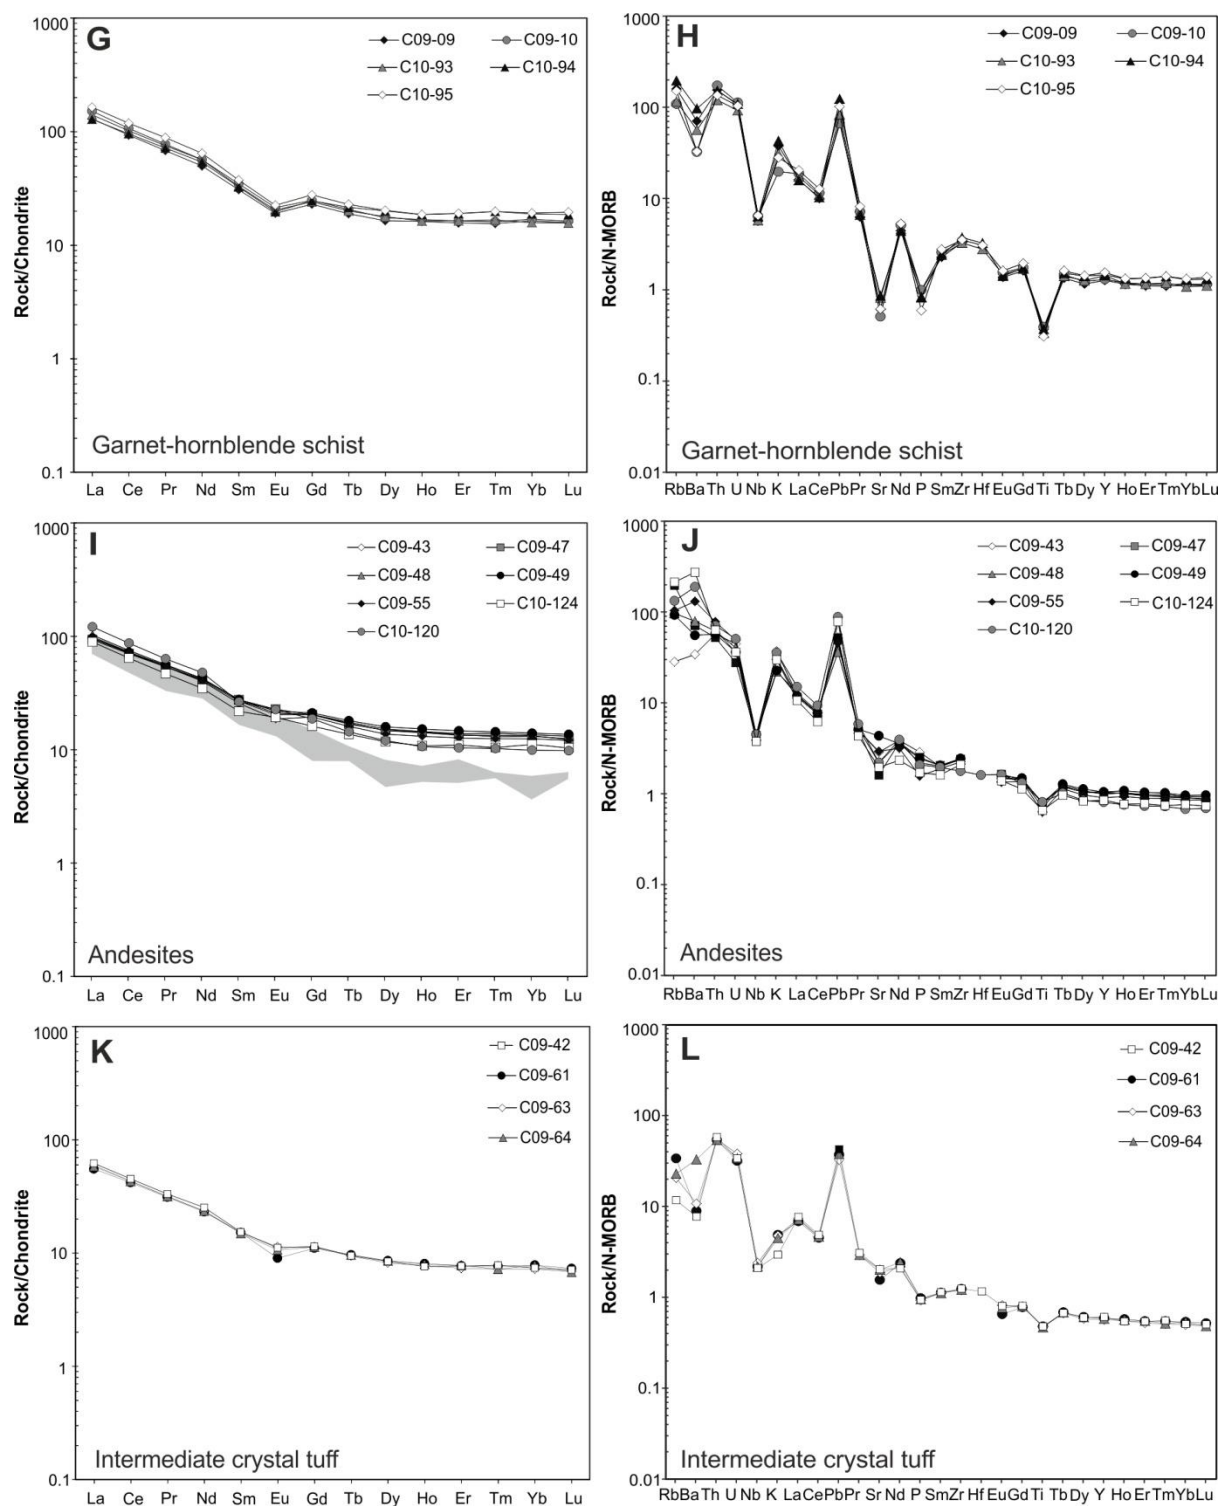 G
C09-09 C09-10
C10-93 C10-94
C10-95
1000
100
10
1
0.1
Rock/Chondrite
Garnet-hornblende schist
La Ce Pr Nd Sm Eu Gd Tb Dy Ho Er Tm Yb Lu
H
C09-09 C09-10
C10-93 C10-94
C10-95
1000
100
10
1
0.1
0.01
Rock/N-MORB
Garnet-hornblende schist
Rb Ba Th U Nb K La Ce Pb Pr Sr Nd P Sm Zr Hf Eu Gd Ti Tb Dy Y Ho Er Tm Yb Lu
I
C09-43 C09-47
C09-48 C09-49
C09-55 C10-124
C10-120
1000
100
10
1
0.1
Rock/Chondrite
Andesites
La Ce Pr Nd Sm Eu Gd Tb Dy Ho Er Tm Yb Lu
J
C09-43 C09-47
C09-48 C09-49
C09-55 C10-124
C10-120
1000
100
10
1
0.1
0.01
Rock/N-MORB
Andesites
Rb Ba Th U Nb K La Ce Pb Pr Sr Nd P Sm Zr Hf Eu Gd Ti Tb Dy Y Ho Er Tm Yb Lu
K
C09-42
C09-61
C09-63
C09-64
1000
100
10
1
0.1
Rock/Chondrite
Intermediate crystal tuff
La Ce Pr Nd Sm Eu Gd Tb Dy Ho Er Tm Yb Lu
L
C09-42
C09-61
C09-63
C09-64
1000
100
10
1
0.1
0.01
Rock/N-MORB
Intermediate crystal tuff
Rb Ba Th U Nb K La Ce Pb Pr Sr Nd P Sm Zr Hf Eu Gd Ti Tb Dy Y Ho Er Tm Yb Lu